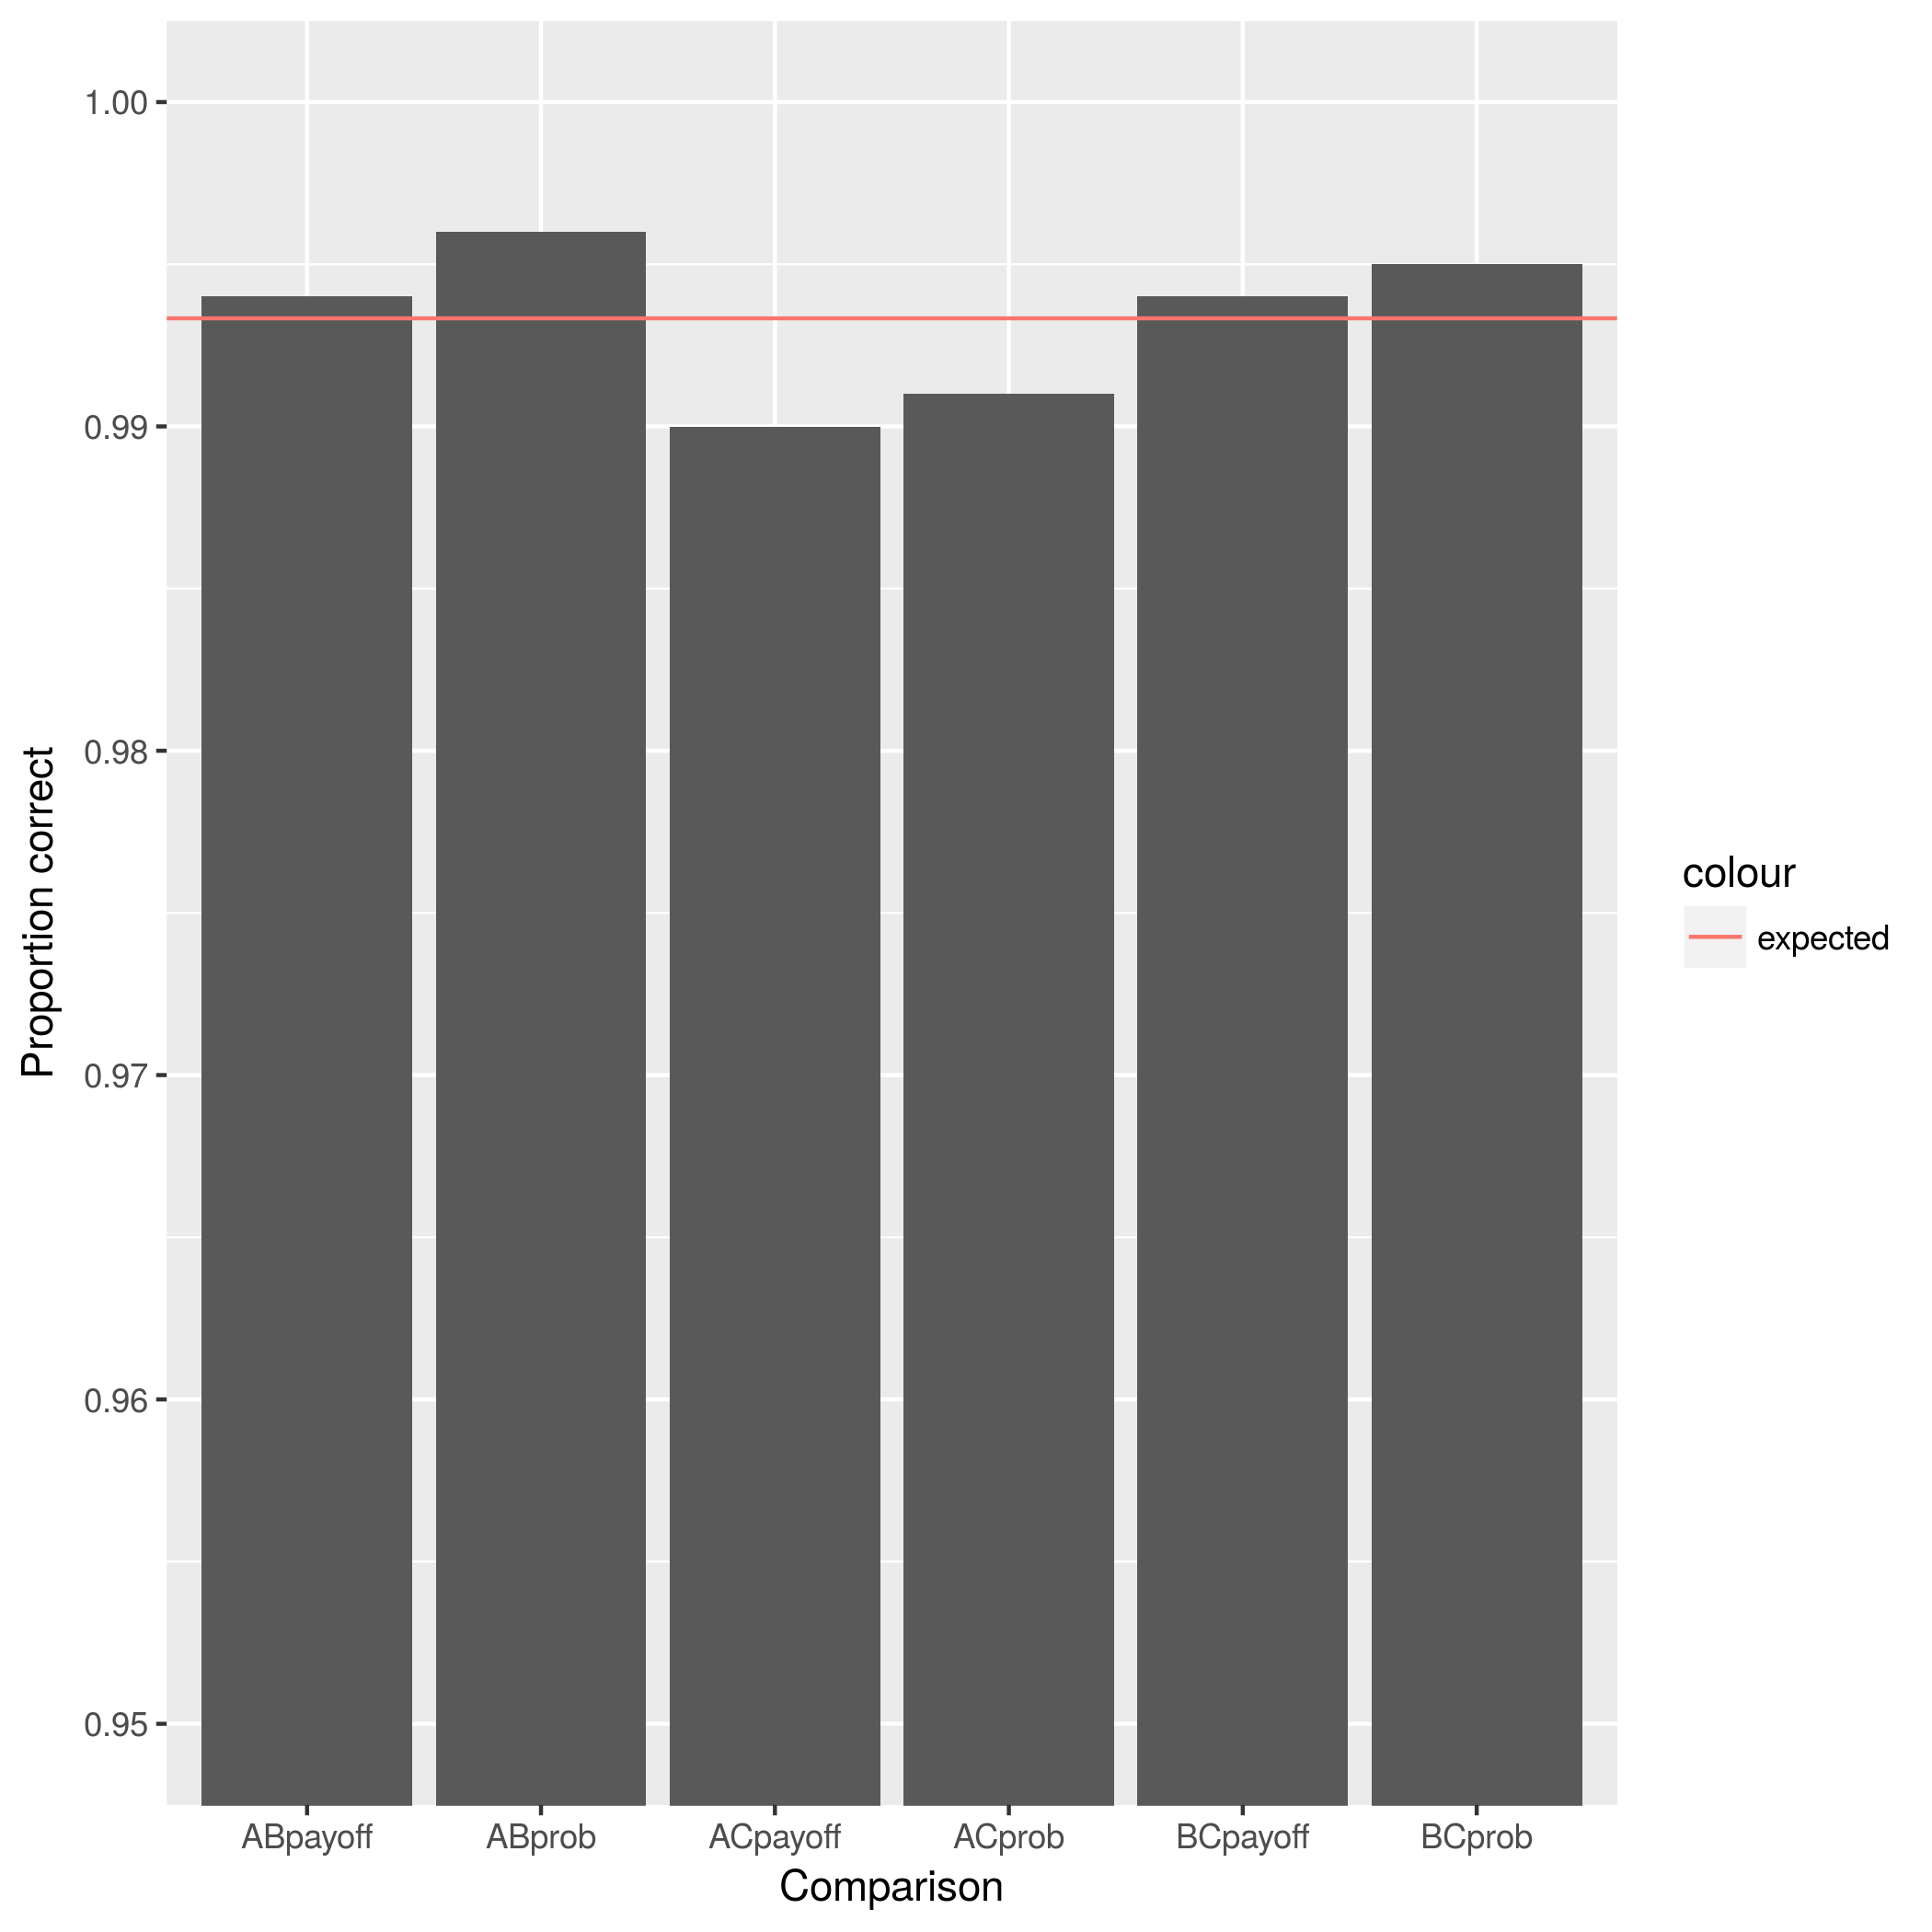 Proportion correct
1.00
0.99
0.98
0.97
0.96
0.95
ABpayoff
ABprob
ACpayoff
ACprob
BCpayoff
BCprob
Comparison
colour
expected